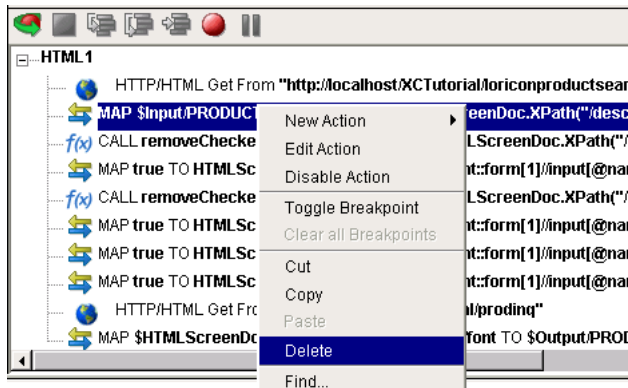 HTML1
HTTP/HTML Get From "http://localhost/XCTutorial/loriconproductsear
MAP $Input/PRODUCT eenDoc.XPath("/desc
New Action
CALL removeChecke LScreenDoc.XPath("/
Edit Action
MAP true TO HTMLSc nt::form[1]//input[@nar
Disable Action
CALL removeChecke LScreenDoc.XPath("/
Toggle Breakpoint
MAP true TO HTMLSc nt::form[1]//input[@nar
Clear all Breakpoints
MAP true TO HTMLSc nt::form[1]//input[@nar
Cut
MAP true TO HTMLSc nt::form[1]//input[@nar
Copy
HTTP/HTML Get Frc l/prodinq"
Paste
MAP $HTMLScreenDo font TO $Output/PROD
Delete
Find...